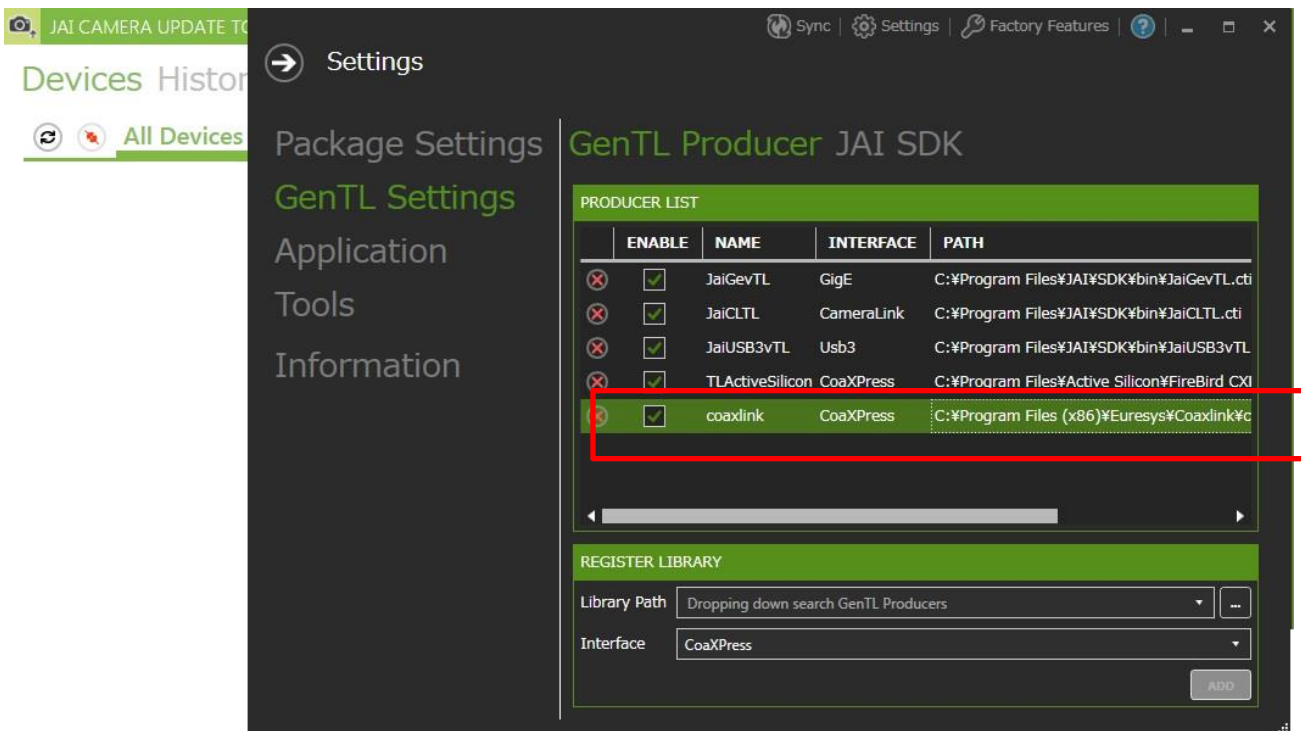 JAI CAMERA UPDATE TO
Sync | Settings | Factory Features | ?
Devices Histor
Settings
All Devices
Package Settings
GenTL Settings
Application
Tools
Information
GenTL Producer JAI SDK
PRODUCER LIST
ENABLE NAME INTERFACE PATH
JaiGevTL GigE C:¥Program Files¥JAI¥SDK¥bin¥JaiGevTL.cti
JaiCLTL CameraLink C:¥Program Files¥JAI¥SDK¥bin¥JaiCLTL.cti
JaiUSB3vTL Usb3 C:¥Program Files¥JAI¥SDK¥bin¥JaiUSB3vTL
TLActiveSilicon CoaXPress C:¥Program Files¥Active Silicon¥FireBird CXI
coaxlink CoaXPress C:¥Program Files (x86)¥Euresys¥Coaxlink¥c
REGISTER LIBRARY
Library Path Dropping down search GenTL Producers ...
Interface CoaXPress
ADD